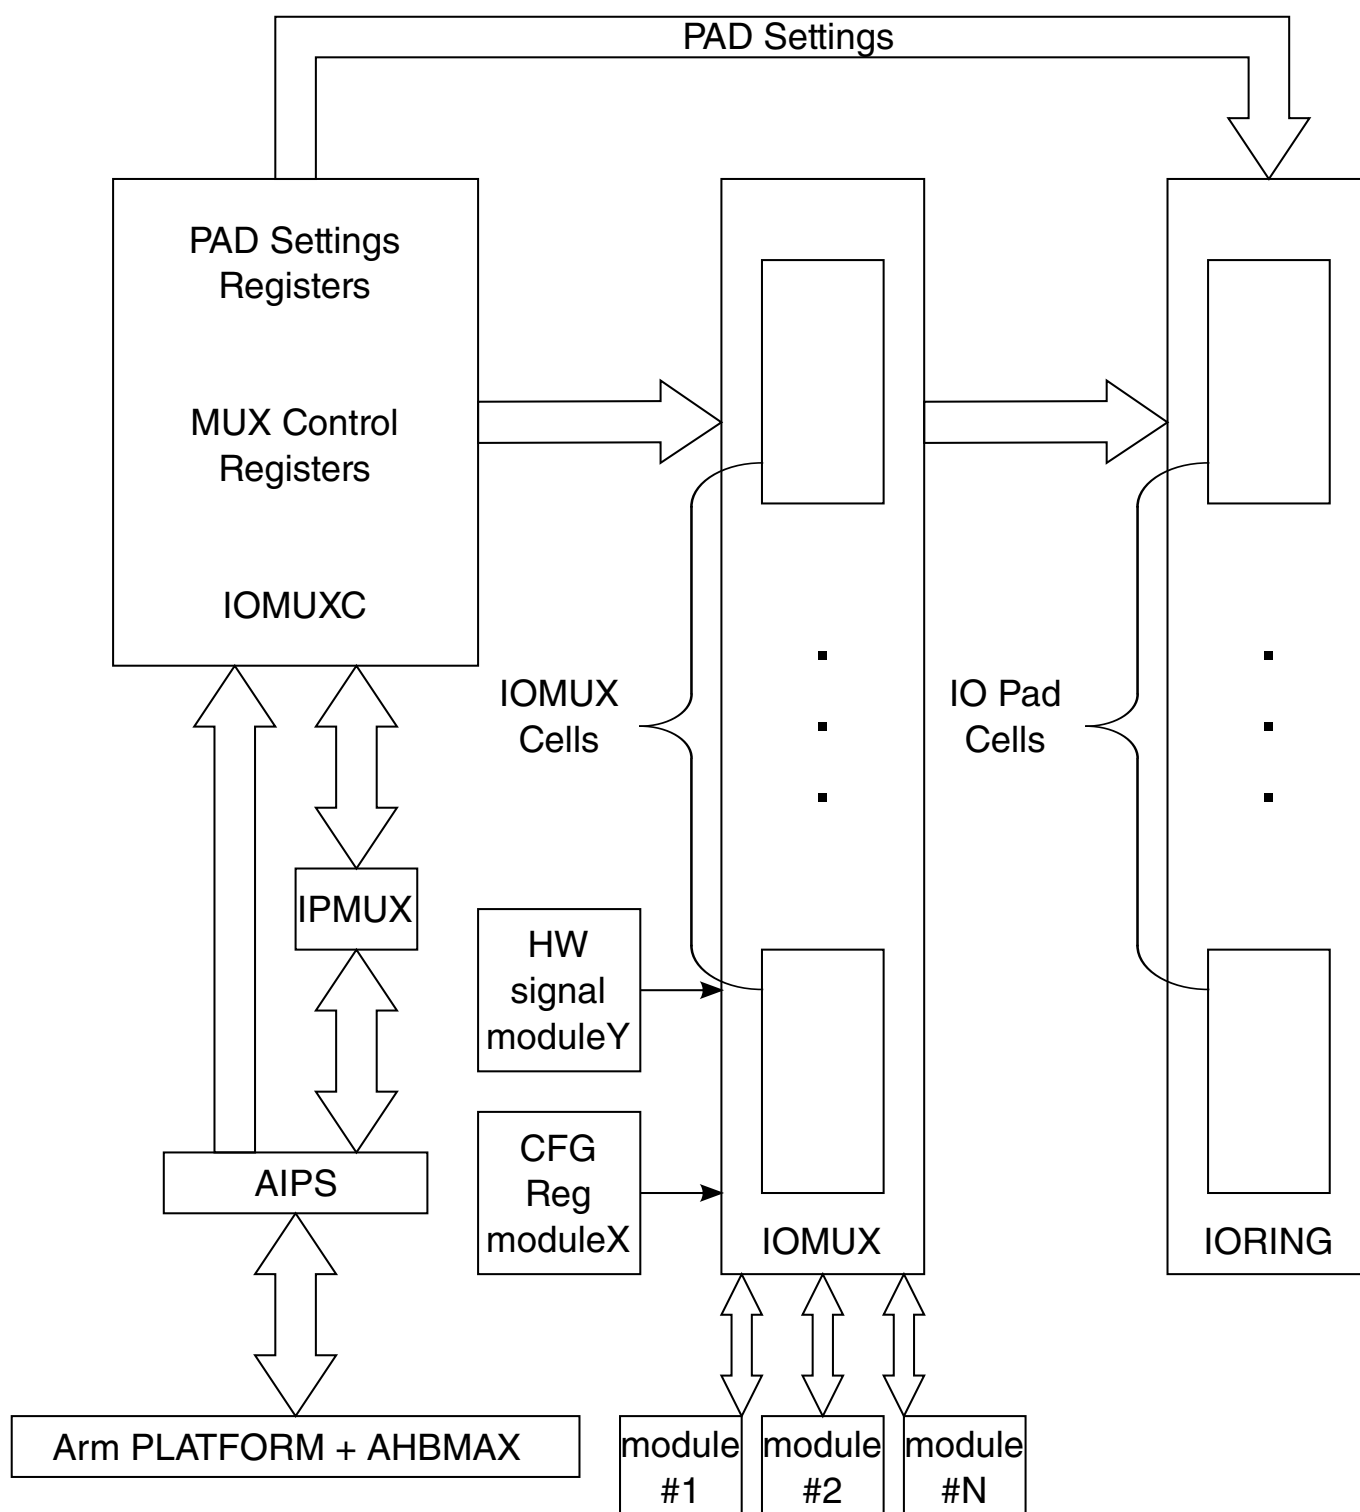 PAD Settings
PAD Settings
Registers
MUX Control
Registers
IOMUXC
IOMUX
Cells
IO Pad
Cells
IPMUX
HW
signal
moduleY
CFG
Reg
moduleX
AIPS
IOMUX
IORING
Arm PLATFORM + AHBMAX
module
#1
module
#2
module
#N